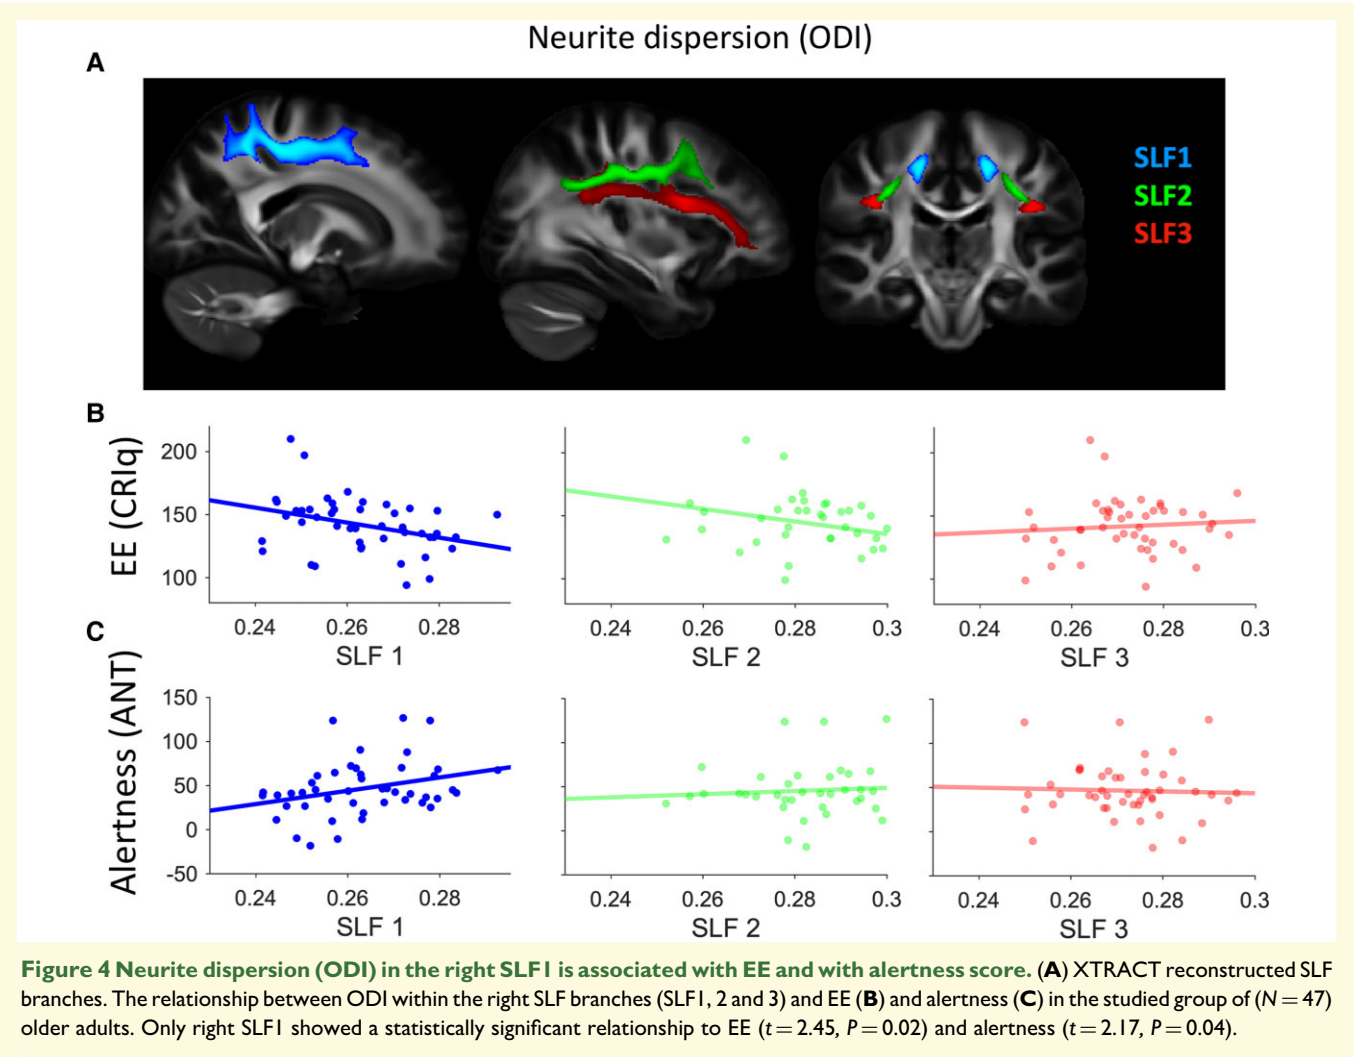 Neurite dispersion (ODI)
A
SLF1
SLF2
SLF3
B
EE (CRIq)
200
150
100
0.24 0.26 0.28
SLF 1
0.24 0.26 0.28 0.3
SLF 2
0.24 0.26 0.28 0.3
SLF 3
C
Alertness (ANT)
150
100
50
0
-50
0.24 0.26 0.28
SLF 1
0.24 0.26 0.28 0.3
SLF 2
0.24 0.26 0.28 0.3
SLF 3
Figure 4 Neurite dispersion (ODI) in the right SLF1 is associated with EE and with alertness score. (A) XTRACT reconstructed SLF
branches. The relationship between ODI within the right SLF branches (SLF1, 2 and 3) and EE (B) and alertness (C) in the studied group of (N = 47)
older adults. Only right SLF1 showed a statistically significant relationship to EE (t = 2.45, P = 0.02) and alertness (t = 2.17, P = 0.04).